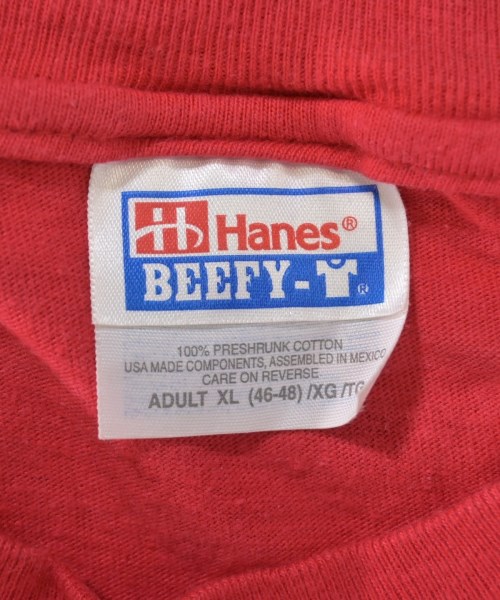 Hanes®
BEEFY-T®
100% PRESHRUNK COTTON
USA MADE COMPONENTS, ASSEMBLED IN MEXICO
CARE ON REVERSE
ADULT XL (46-48) /XG /TG